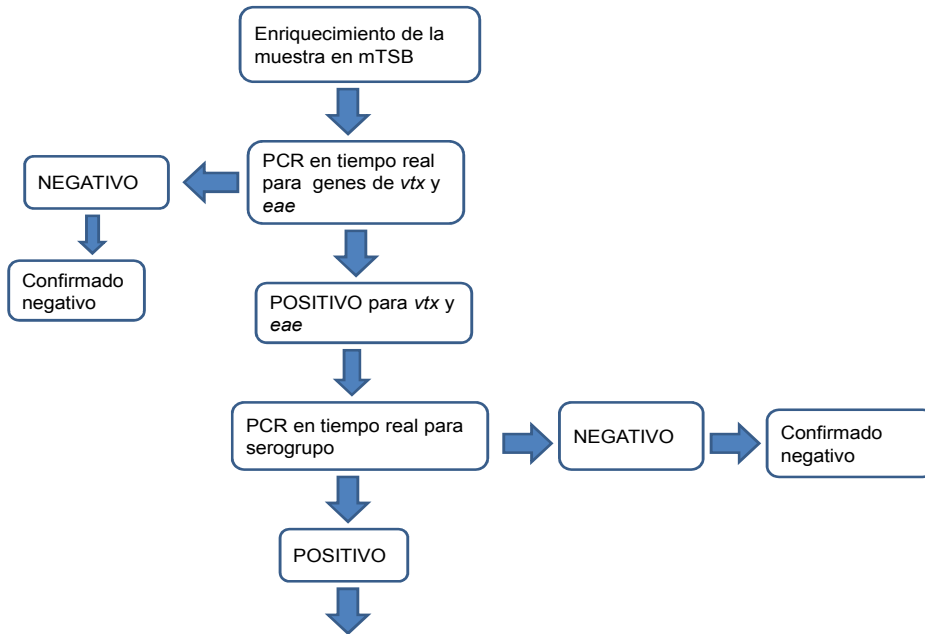 Enriquecimiento de la
muestra en mTSB
PCR en tiempo real
para genes de vtx y
eae
NEGATIVO
Confirmado
negativo
POSITIVO para vtx y
eae
PCR en tiempo real para
serogrupo
NEGATIVO
Confirmado
negativo
POSITIVO